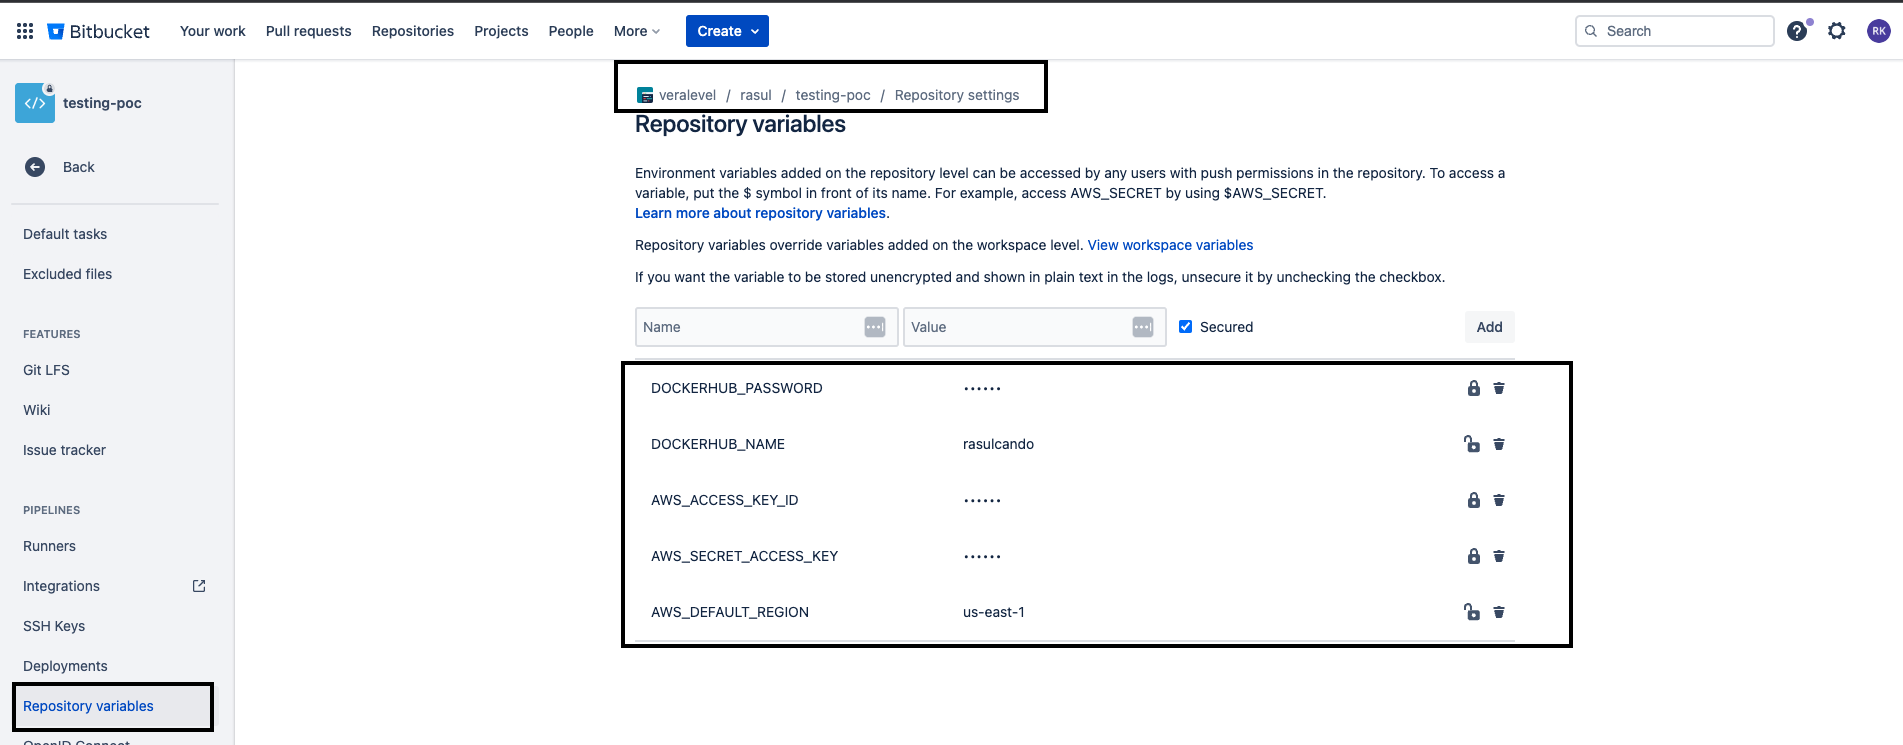 Bitbucket
Your work
Pull requests
Repositories
Projects
People
More
Create
Search
RK
testing-poc
Back
Default tasks
Excluded files
FEATURES
Git LFS
Wiki
Issue tracker
PIPELINES
Runners
Integrations
SSH Keys
Deployments
Repository variables
OpenID Connect
veralevel / rasul / testing-poc / Repository settings
Repository variables
Environment variables added on the repository level can be accessed by any users with push permissions in the repository. To access a
variable, put the $ symbol in front of its name. For example, access AWS_SECRET by using $AWS_SECRET.
Learn more about repository variables.
Repository variables override variables added on the workspace level. View workspace variables
If you want the variable to be stored unencrypted and shown in plain text in the logs, unsecure it by unchecking the checkbox.
Name
Value
Secured
Add
DOCKERHUB_PASSWORD ••••••
DOCKERHUB_NAME rasulcando
AWS_ACCESS_KEY_ID ••••••
AWS_SECRET_ACCESS_KEY ••••••
AWS_DEFAULT_REGION us-east-1